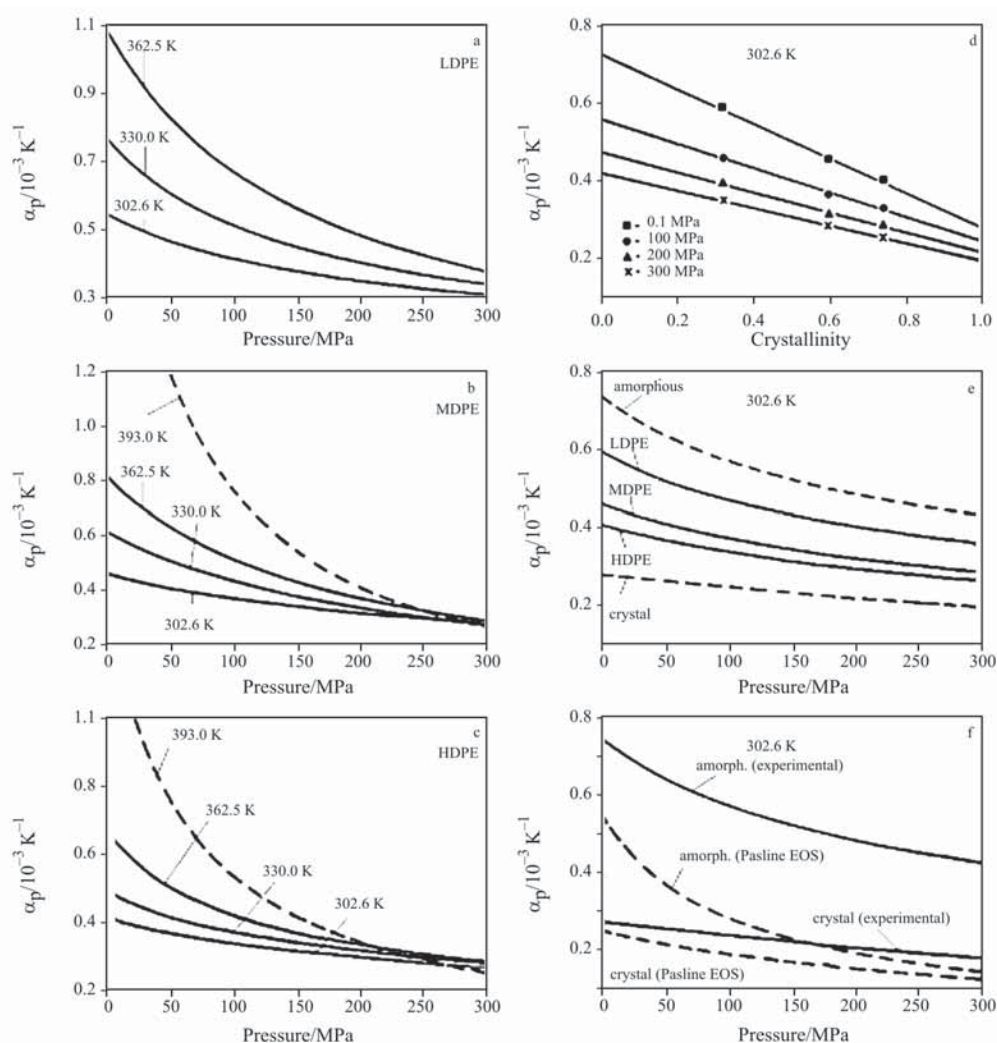 αp/10⁻³ K⁻¹
1.1
0.9
0.7
0.5
0.3
362.5 K
330.0 K
302.6 K
a
LDPE
0 50 100 150 200 250 300
Pressure/MPa
αp/10⁻³ K⁻¹
0.8
0.6
0.4
0.2
302.6 K
d
■ 0.1 MPa
● 100 MPa
▲ 200 MPa
✶ 300 MPa
0.0 0.2 0.4 0.6 0.8 1.0
Crystallinity
αp/10⁻³ K⁻¹
1.2
1.0
0.8
0.6
0.4
0.2
b
MDPE
393.0 K
362.5 K
330.0 K
302.6 K
0 50 100 150 200 250 300
Pressure/MPa
αp/10⁻³ K⁻¹
0.8
0.6
0.4
0.2
amorphous
302.6 K
e
LDPE
MDPE
HDPE
crystal
0 50 100 150 200 250 300
Pressure/MPa
αp/10⁻³ K⁻¹
1.1
0.8
0.6
0.4
0.2
393.0 K
c
HDPE
362.5 K
330.0 K
302.6 K
0 50 100 150 200 250 300
Pressure/MPa
αp/10⁻³ K⁻¹
0.8
0.6
0.4
0.2
302.6 K
f
amorph. (experimental)
amorph. (Pasline EOS)
crystal (experimental)
crystal (Pasline EOS)
0 50 100 150 200 250 300
Pressure/MPa